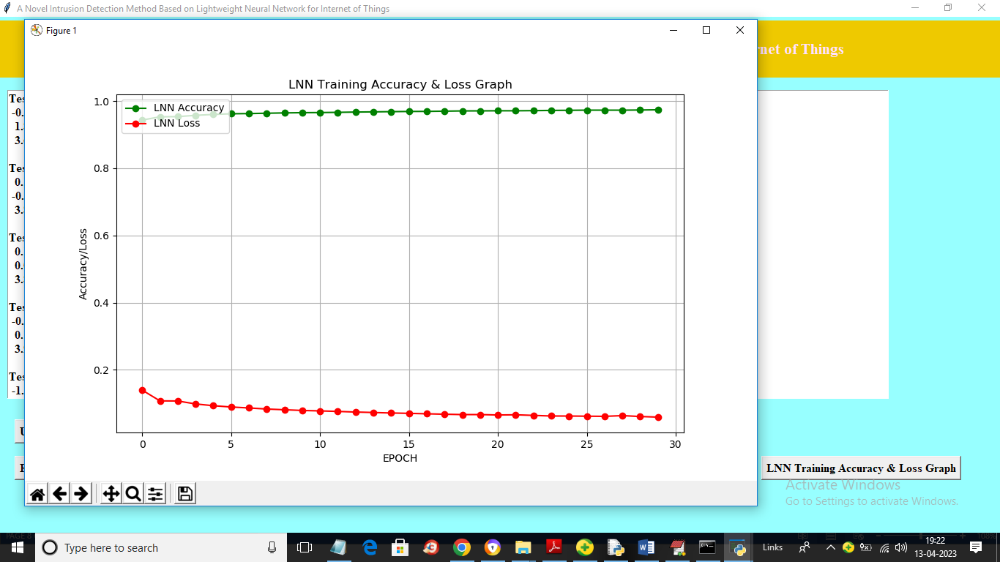 A Novel Intrusion Detection Method Based on Lightweight Neural Network for Internet of Things
Figure 1
rnet of Things
LNN Training Accuracy & Loss Graph
LNN Accuracy
LNN Loss
1.0
0.8
0.6
0.4
0.2
Accuracy/Loss
0 5 10 15 20 25 30
EPOCH
Tes
-0.
1.
3.
Tes
0.
-0.
3.
Tes
0.
0.
3.
Tes
-0.
0.
3.
Tes
-1.
LNN Training Accuracy & Loss Graph
Activate Windows
Go to Settings to activate Windows.
Type here to search
Links
19:22
13-04-2023